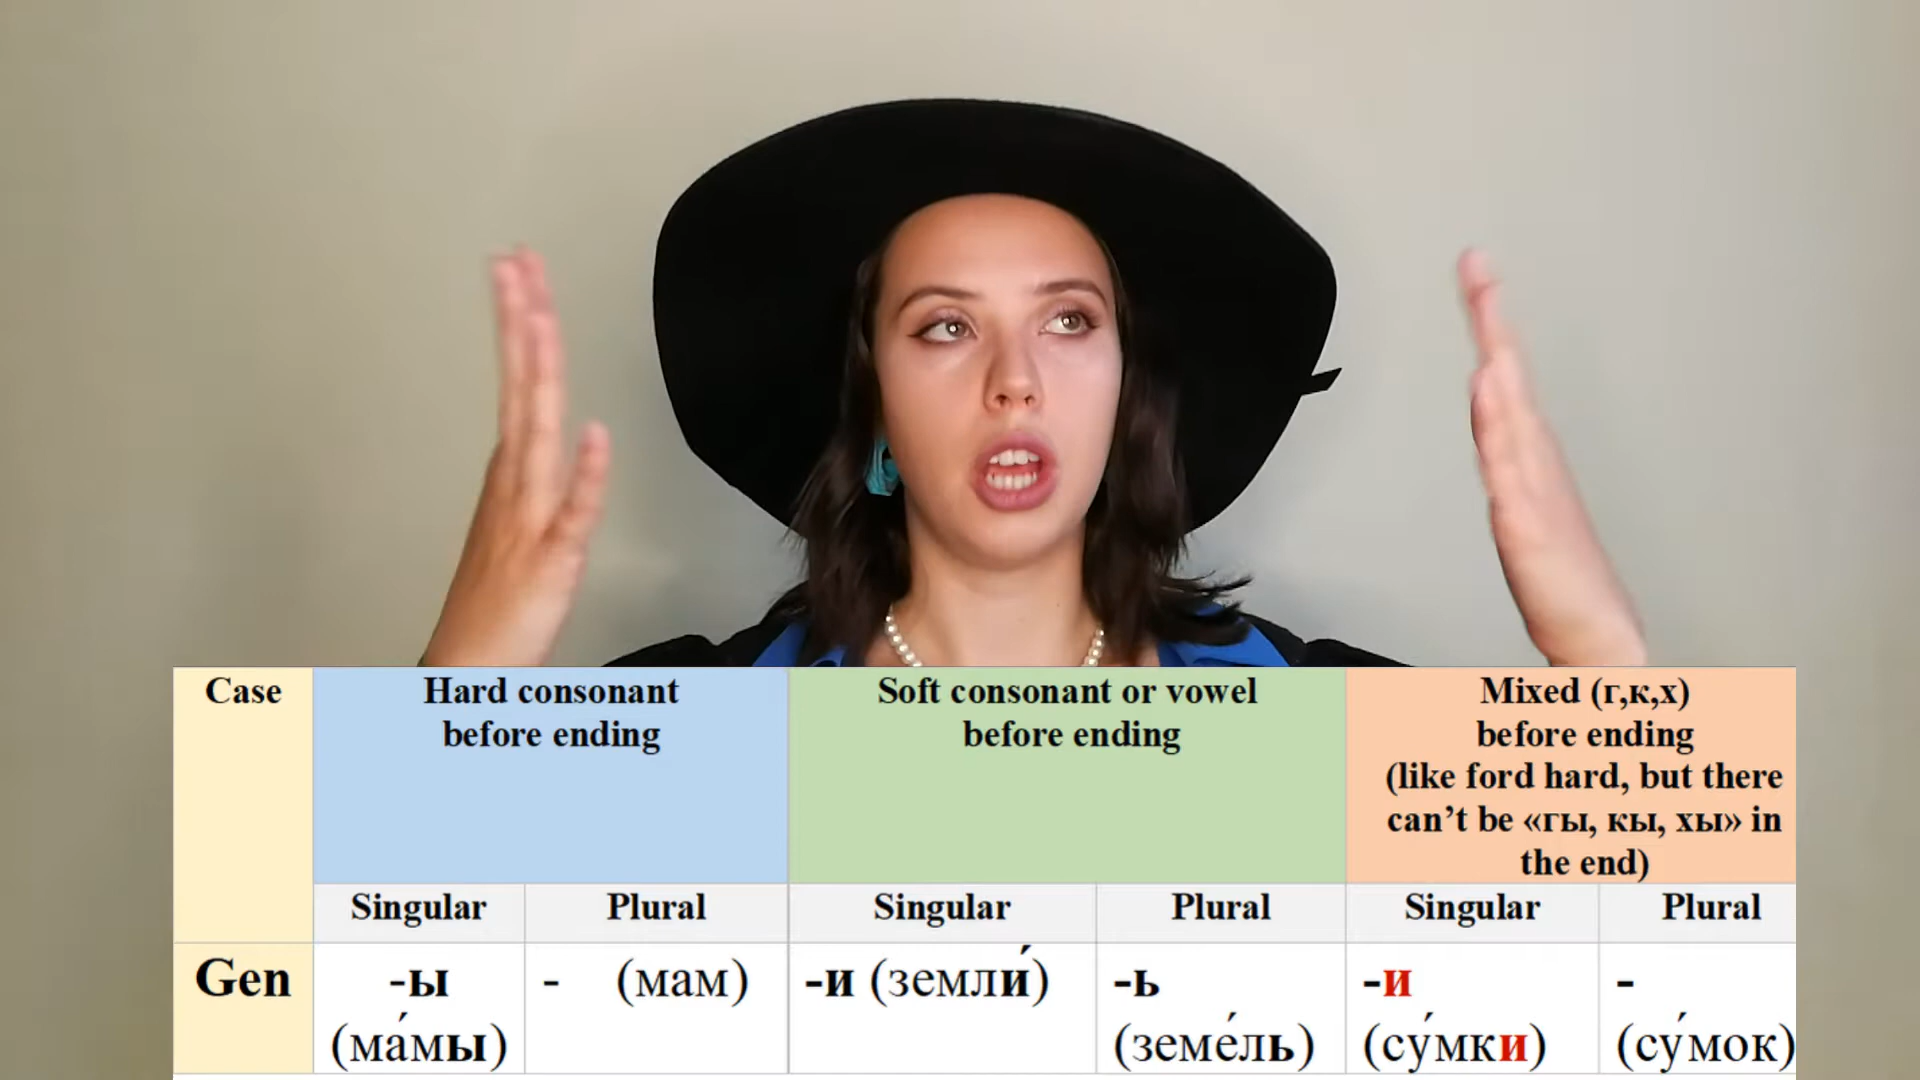 Case
Hard consonant
before ending
Soft consonant or vowel
before ending
Mixed (г,к,х)
before ending
(like ford hard, but there
can’t be «гы, кы, хы» in
the end)
Singular
Plural
Singular
Plural
Singular
Plural
Gen
-ы
(ма́мы)
- (мам)
-и (земли́)
-ь
(земе́ль)
-и
(су́мки)
-
(су́мок)